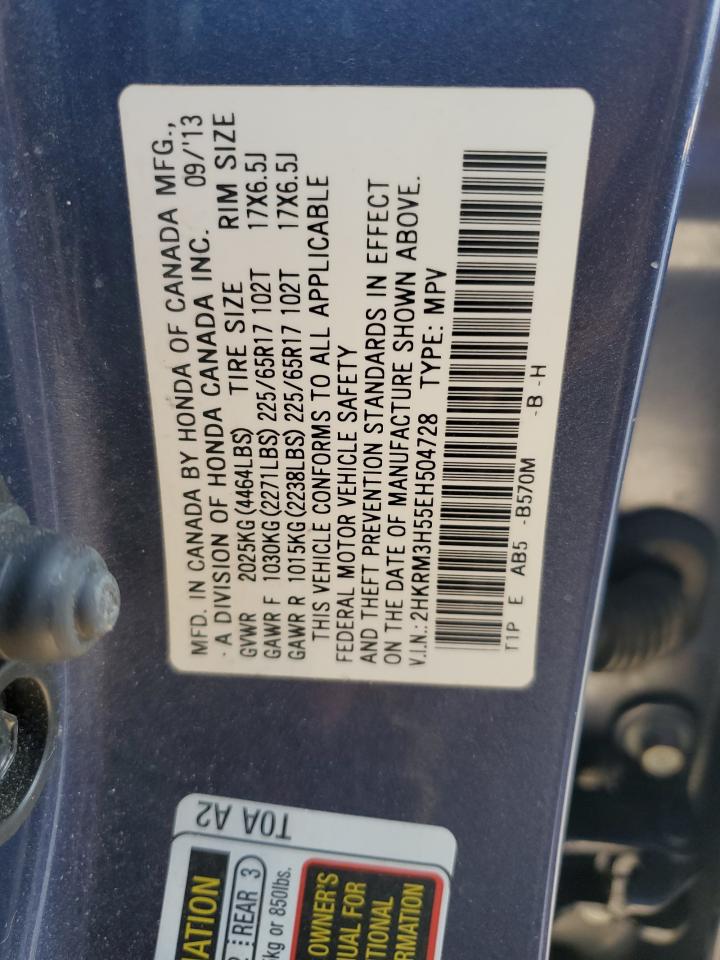 MFD. IN CANADA BY HONDA OF CANADA MFG.,
· A DIVISION OF HONDA CANADA INC. 09/'13
GVWR 2025KG(4464LBS) TIRE SIZE RIM SIZE
GAWR F 1030KG(2271LBS) 225/65R17 102T 17X6.5J
GAWR R 1015KG(2238LBS) 225/65R17 102T 17X6.5J
THIS VEHICLE CONFORMS TO ALL APPLICABLE
FEDERAL MOTOR VEHICLE SAFETY
AND THEFT PREVENTION STANDARDS IN EFFECT
ON THE DATE OF MANUFACTURE SHOWN ABOVE.
V.I.N.: 2HKRM3H55EH504728 TYPE: MPV
T1P E AB5 -B570M -B -H
T0A A2
REAR 3
kg or 850lbs.
OWNER'S
FOR